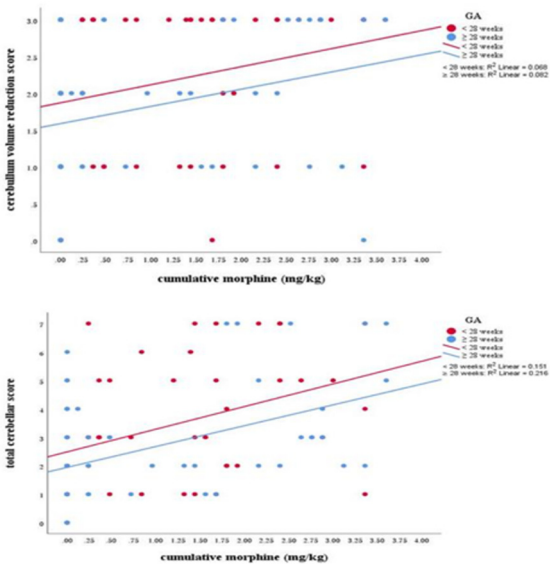 cerebullum volume reduction score
3.0
2.5
2.0
1.5
1.0
.5
.0
.00 .25 .50 .75 1.00 1.25 1.50 1.75 2.00 2.25 2.50 2.75 3.00 3.25 3.50 3.75 4.00
cumulative morphine (mg/kg)
GA
< 28 weeks
≥ 28 weeks
< 28 weeks
≥ 28 weeks
< 28 weeks: R² Linear = 0.068
≥ 28 weeks: R² Linear = 0.082
total cerebellar score
7
6
5
4
3
2
1
0
.00 .25 .50 .75 1.00 1.25 1.50 1.75 2.00 2.25 2.50 2.75 3.00 3.25 3.50 3.75 4.00
cumulative morphine (mg/kg)
GA
< 28 weeks
≥ 28 weeks
< 28 weeks
≥ 28 weeks
< 28 weeks: R² Linear = 0.151
≥ 28 weeks: R² Linear = 0.216